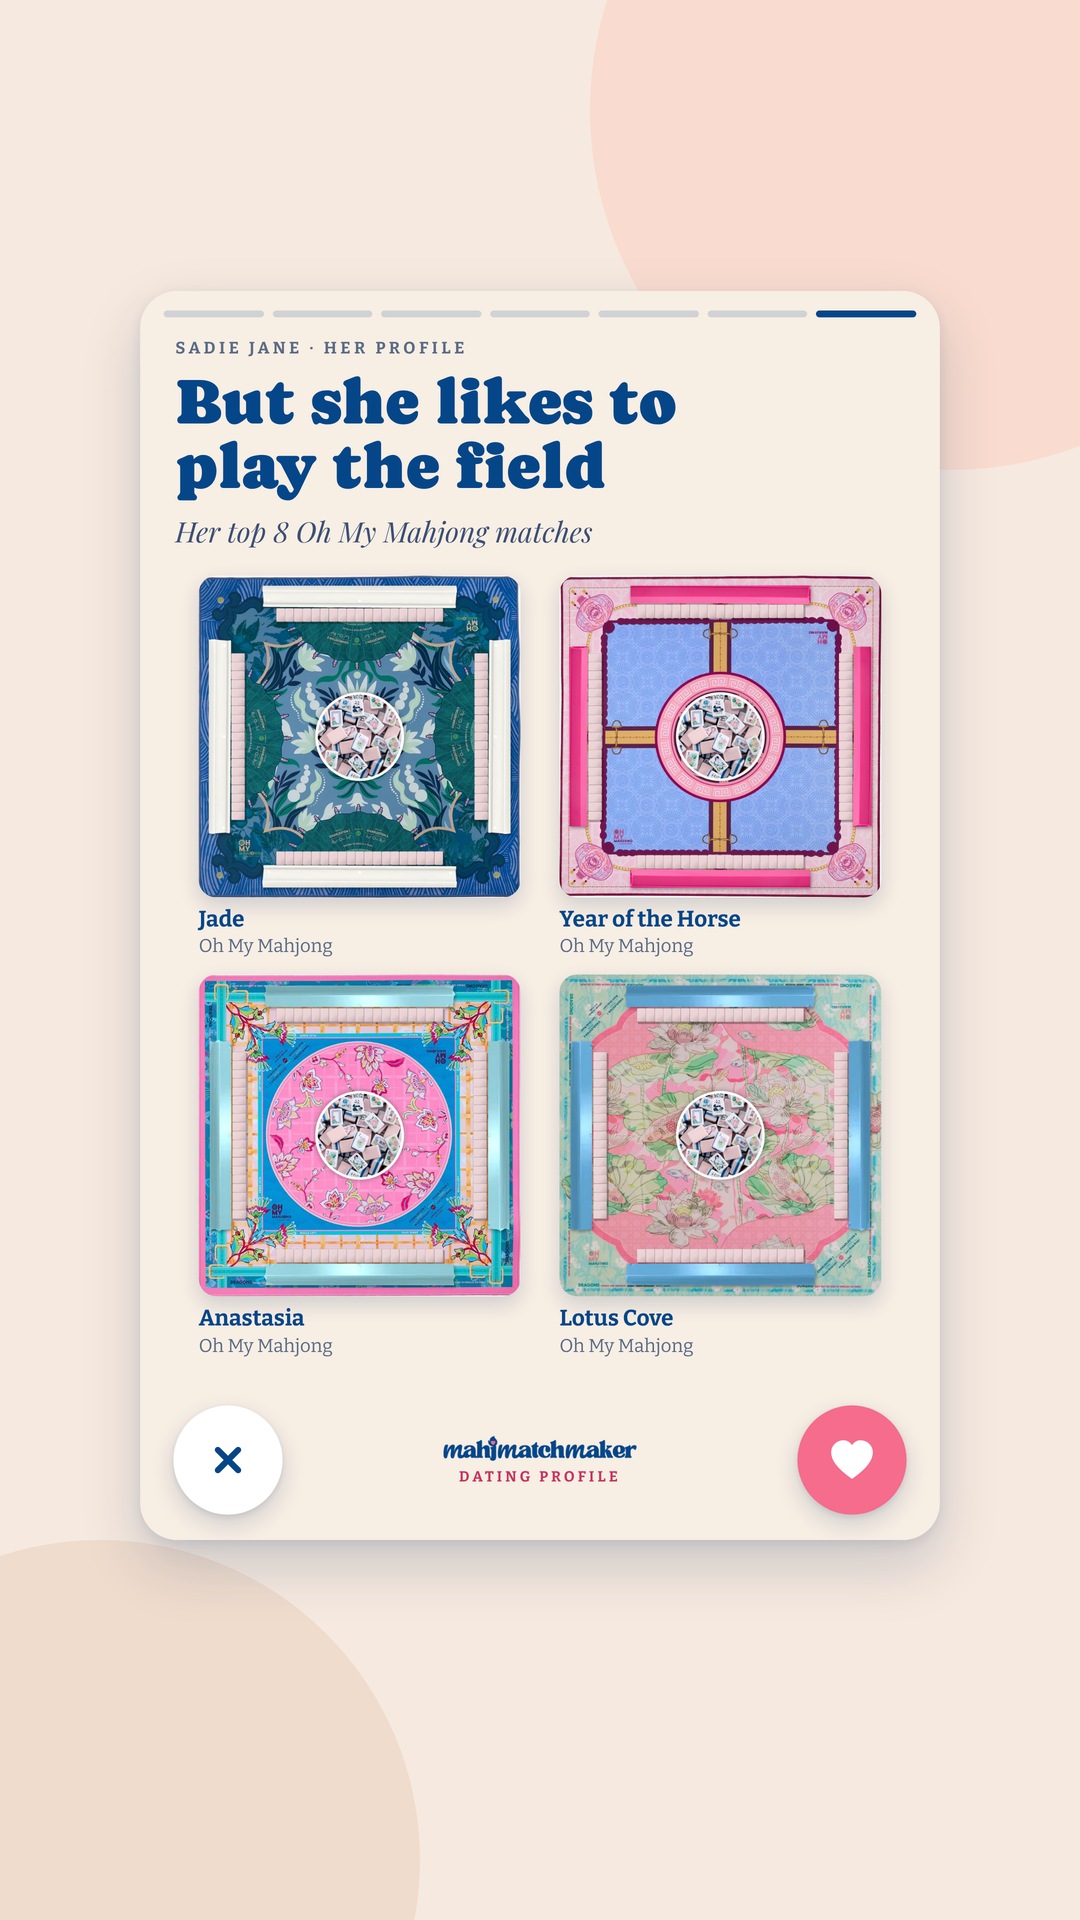 SADIE JANE · HER PROFILE
But she likes to
play the field
Her top 8 Oh My Mahjong matches
Jade
Oh My Mahjong
Year of the Horse
Oh My Mahjong
Anastasia
Oh My Mahjong
Lotus Cove
Oh My Mahjong
mahjmatchmaker
DATING PROFILE